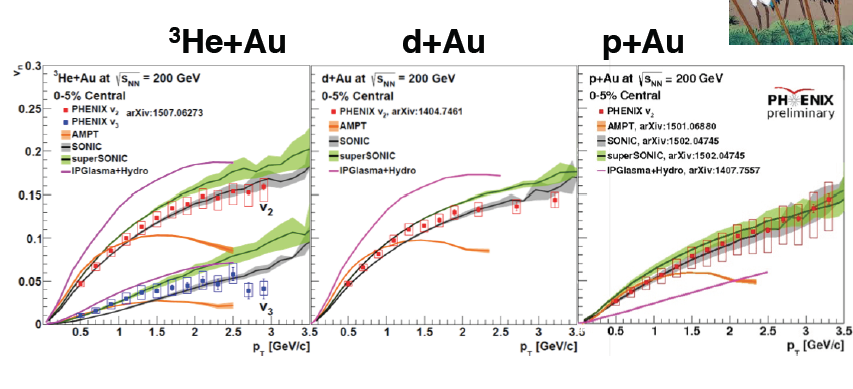 ³He+Au
d+Au
p+Au
vₙ
0.3
0.25
0.2
0.15
0.1
0.05
0
³He+Au at √sNN = 200 GeV
0-5% Central
PHENIX v₂ arXiv:1507.06273
PHENIX v₃
AMPT
SONIC
superSONIC
IPGlasma+Hydro
v₂
v₃
0.5 1 1.5 2 2.5 3 3.5
pT [GeV/c]
d+Au at √sNN = 200 GeV
0-5% Central
PHENIX v₂, arXiv:1404.7461
AMPT
SONIC
superSONIC
IPGlasma+Hydro
0.5 1 1.5 2 2.5 3 3.5
pT [GeV/c]
p+Au at √sNN = 200 GeV
0-5% Central
PHENIX v₂
AMPT, arXiv:1501.06880
SONIC, arXiv:1502.04745
superSONIC, arXiv:1502.04745
IPGlasma+Hydro, arXiv:1407.7557
PHENIX
preliminary
0.5 1 1.5 2 2.5 3 3.5
pT [GeV/c]